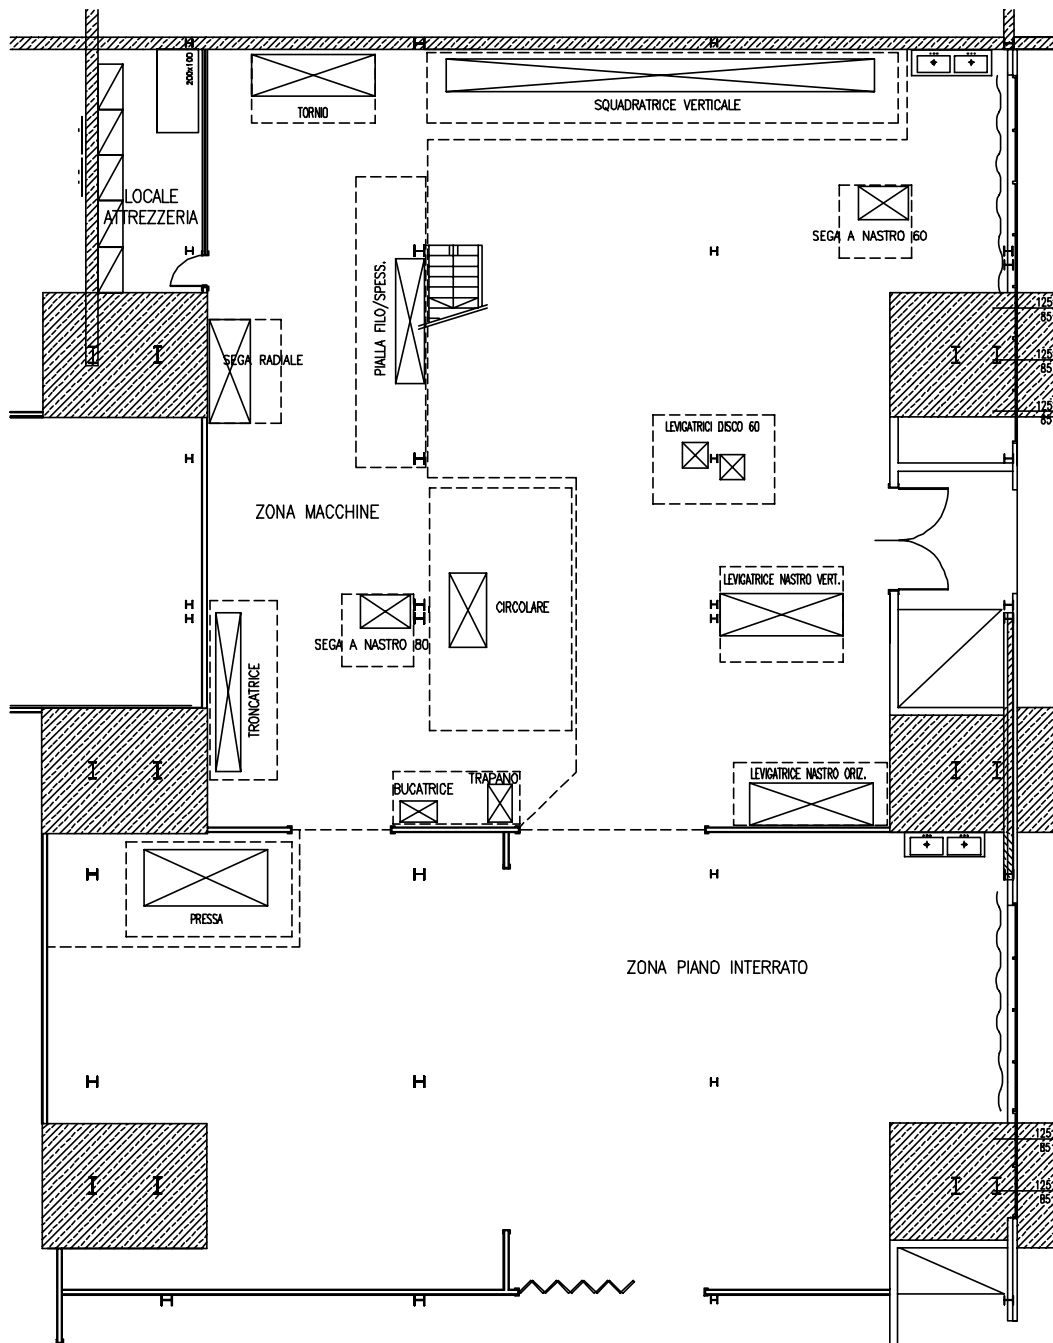 200x100
TORNIO
SQUADRATRICE VERTICALE
LOCALE
ATTREZZERIA
SEGA A NASTRO 60
PIALLA FILO/SPESS.
125
85
SEGA RADIALE
125
85
125
85
LEVIGATRICI DISCO 60
ZONA MACCHINE
LEVIGATRICE NASTRO VERT.
CIRCOLARE
SEGA A NASTRO 80
TRONCATRICE
LEVIGATRICE NASTRO ORIZ.
TRAPANO
BUCATRICE
PRESSA
ZONA PIANO INTERRATO
125
85
125
85